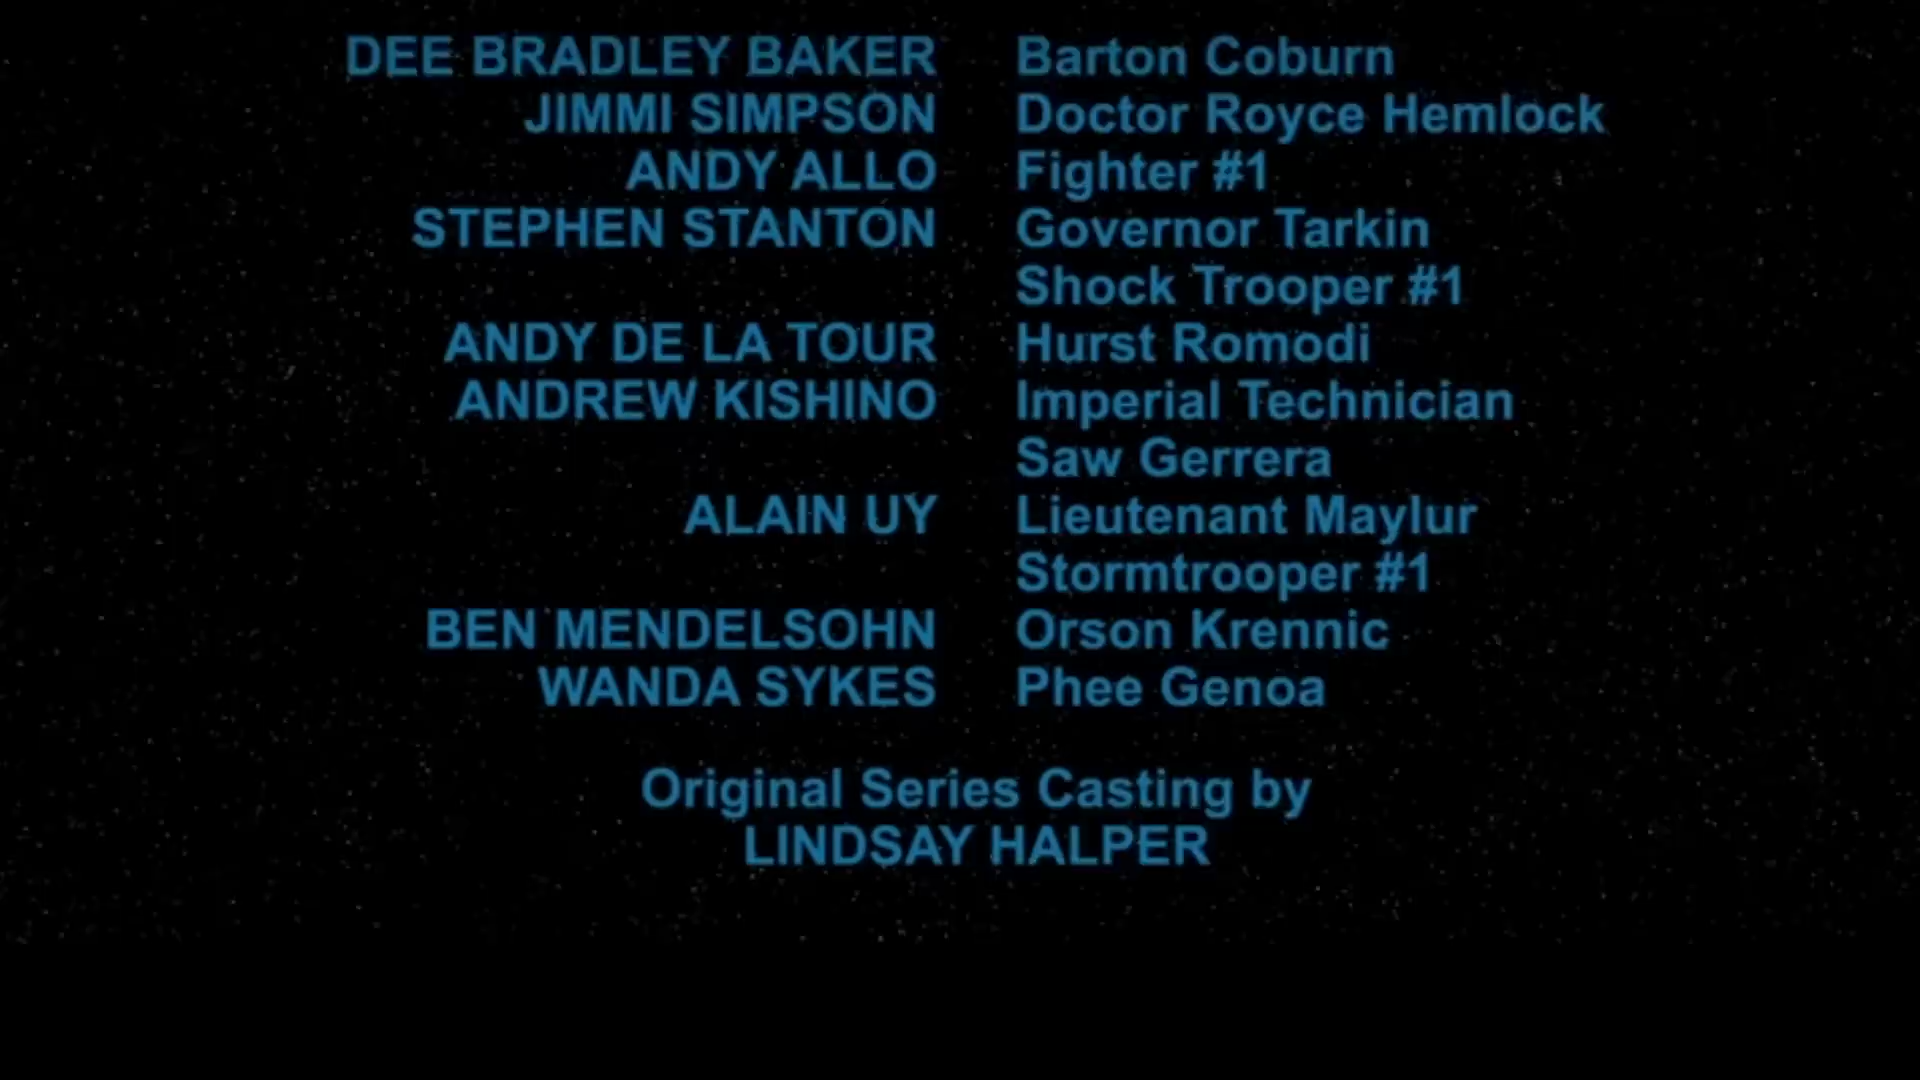 DEE BRADLEY BAKER Barton Coburn
JIMMI SIMPSON Doctor Royce Hemlock
ANDY ALLO Fighter #1
STEPHEN STANTON Governor Tarkin
Shock Trooper #1
ANDY DE LA TOUR Hurst Romodi
ANDREW KISHINO Imperial Technician
Saw Gerrera
ALAIN UY Lieutenant Maylur
Stormtrooper #1
BEN MENDELSOHN Orson Krennic
WANDA SYKES Phee Genoa
Original Series Casting by
LINDSAY HALPER